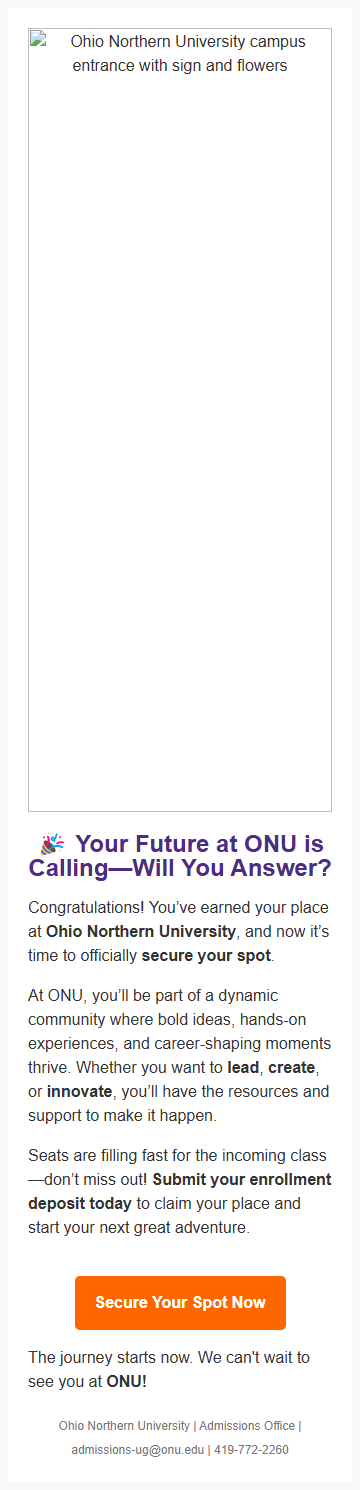 Ohio Northern University campus
entrance with sign and flowers
🎉 Your Future at ONU is
Calling—Will You Answer?
Congratulations! You’ve earned your place
at Ohio Northern University, and now it’s
time to officially secure your spot.
At ONU, you’ll be part of a dynamic
community where bold ideas, hands-on
experiences, and career-shaping moments
thrive. Whether you want to lead, create,
or innovate, you’ll have the resources and
support to make it happen.
Seats are filling fast for the incoming class
—don’t miss out! Submit your enrollment
deposit today to claim your place and
start your next great adventure.
Secure Your Spot Now
The journey starts now. We can't wait to
see you at ONU!
Ohio Northern University | Admissions Office |
admissions-ug@onu.edu | 419-772-2260